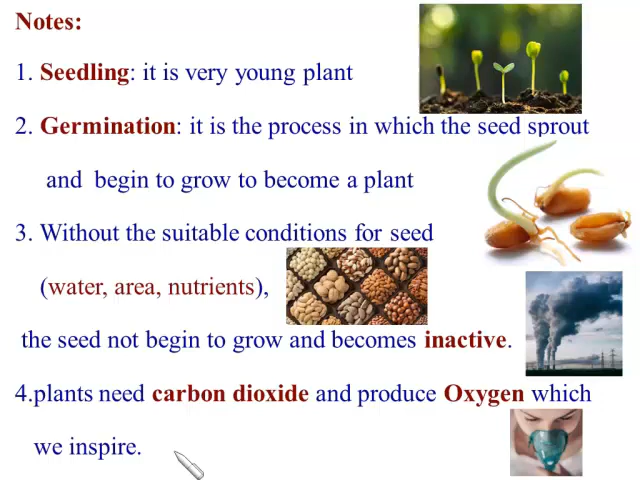 Notes:
1. Seedling: it is very young plant
2. Germination: it is the process in which the seed sprout
and begin to grow to become a plant
3. Without the suitable conditions for seed
(water, area, nutrients),
the seed not begin to grow and becomes inactive.
4.plants need carbon dioxide and produce Oxygen which
we inspire.